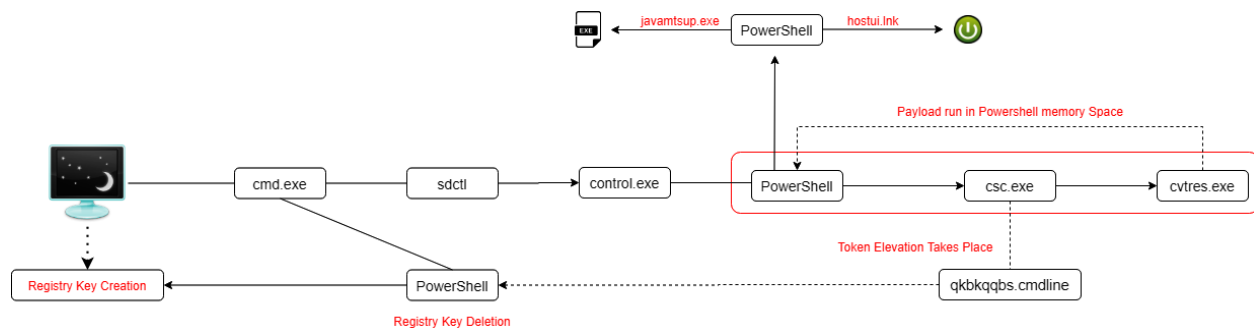 javamtsup.exe
PowerShell
hostui.lnk
EXE
Payload run in Powershell memory Space
cmd.exe
sdctl
control.exe
PowerShell
csc.exe
cvtres.exe
Token Elevation Takes Place
Registry Key Creation
PowerShell
qkbkqqbs.cmdline
Registry Key Deletion